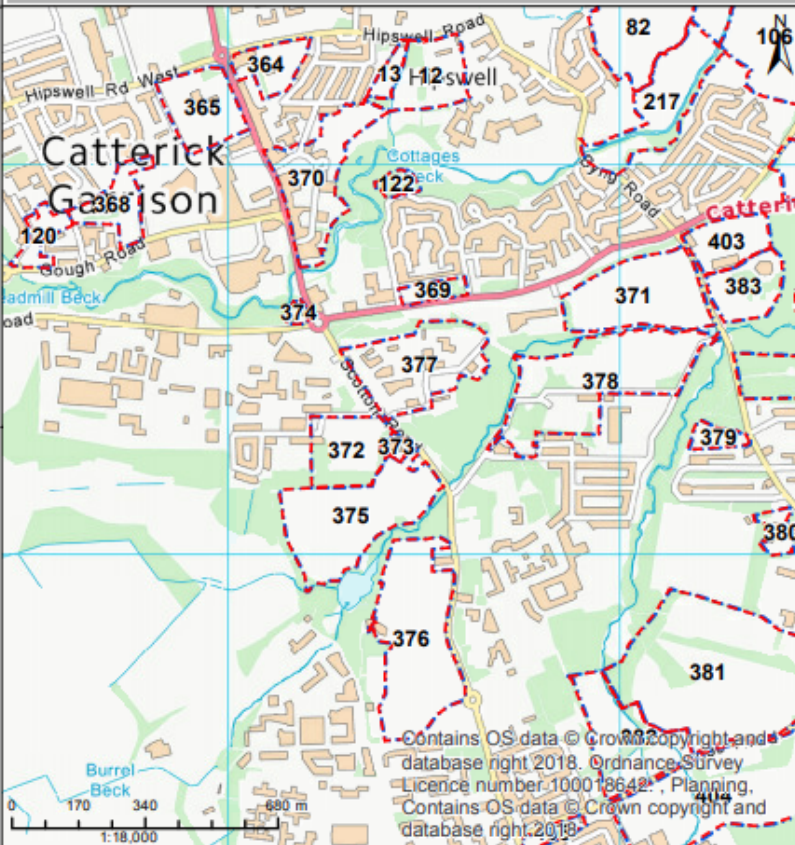 Hipswell Road
82
N
106
364
13
12
Hipswell
Hipswell Rd West
365
217
Catterick
Garrison
370
Cottages
Beck
122
Byng Road
368
120
Gough Road
403
369
371
383
374
377
378
372
373
379
375
380
376
381
Burrel
Beck
404
0 170 340 680 m
1:18,000
Contains OS data © Crown copyright and
database right 2018. Ordnance Survey
Licence number 100018642. , Planning,
Contains OS data © Crown copyright and
database right 2018